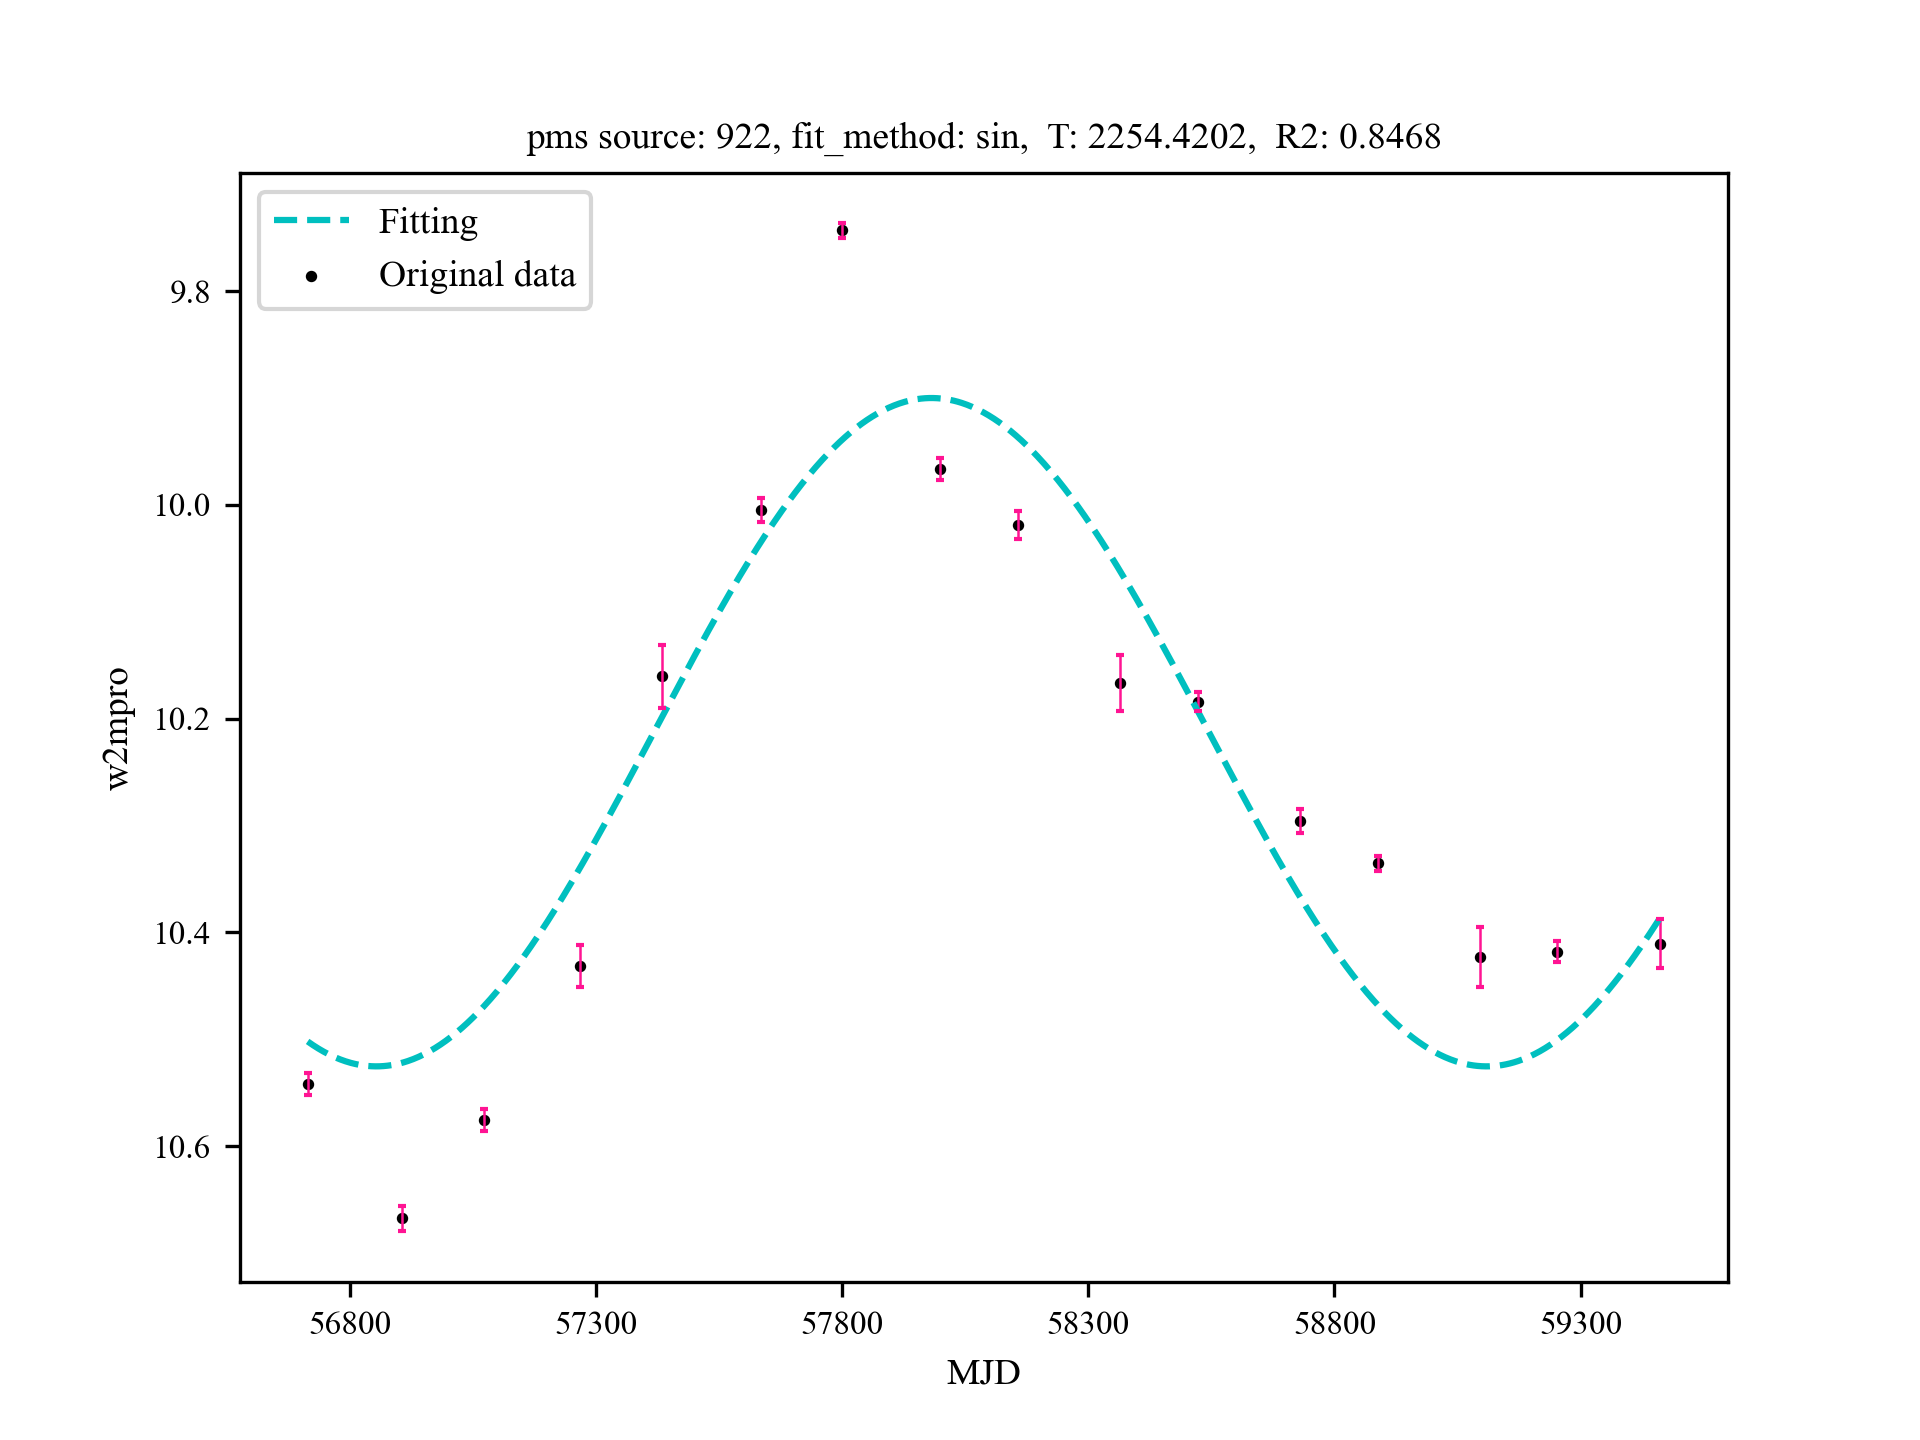 pms source: 922, fit_method: sin,  T: 2254.4202,  R2: 0.8468
Fitting
Original data
9.8
10.0
10.2
10.4
10.6
w2mpro
56800
57300
57800
58300
58800
59300
MJD